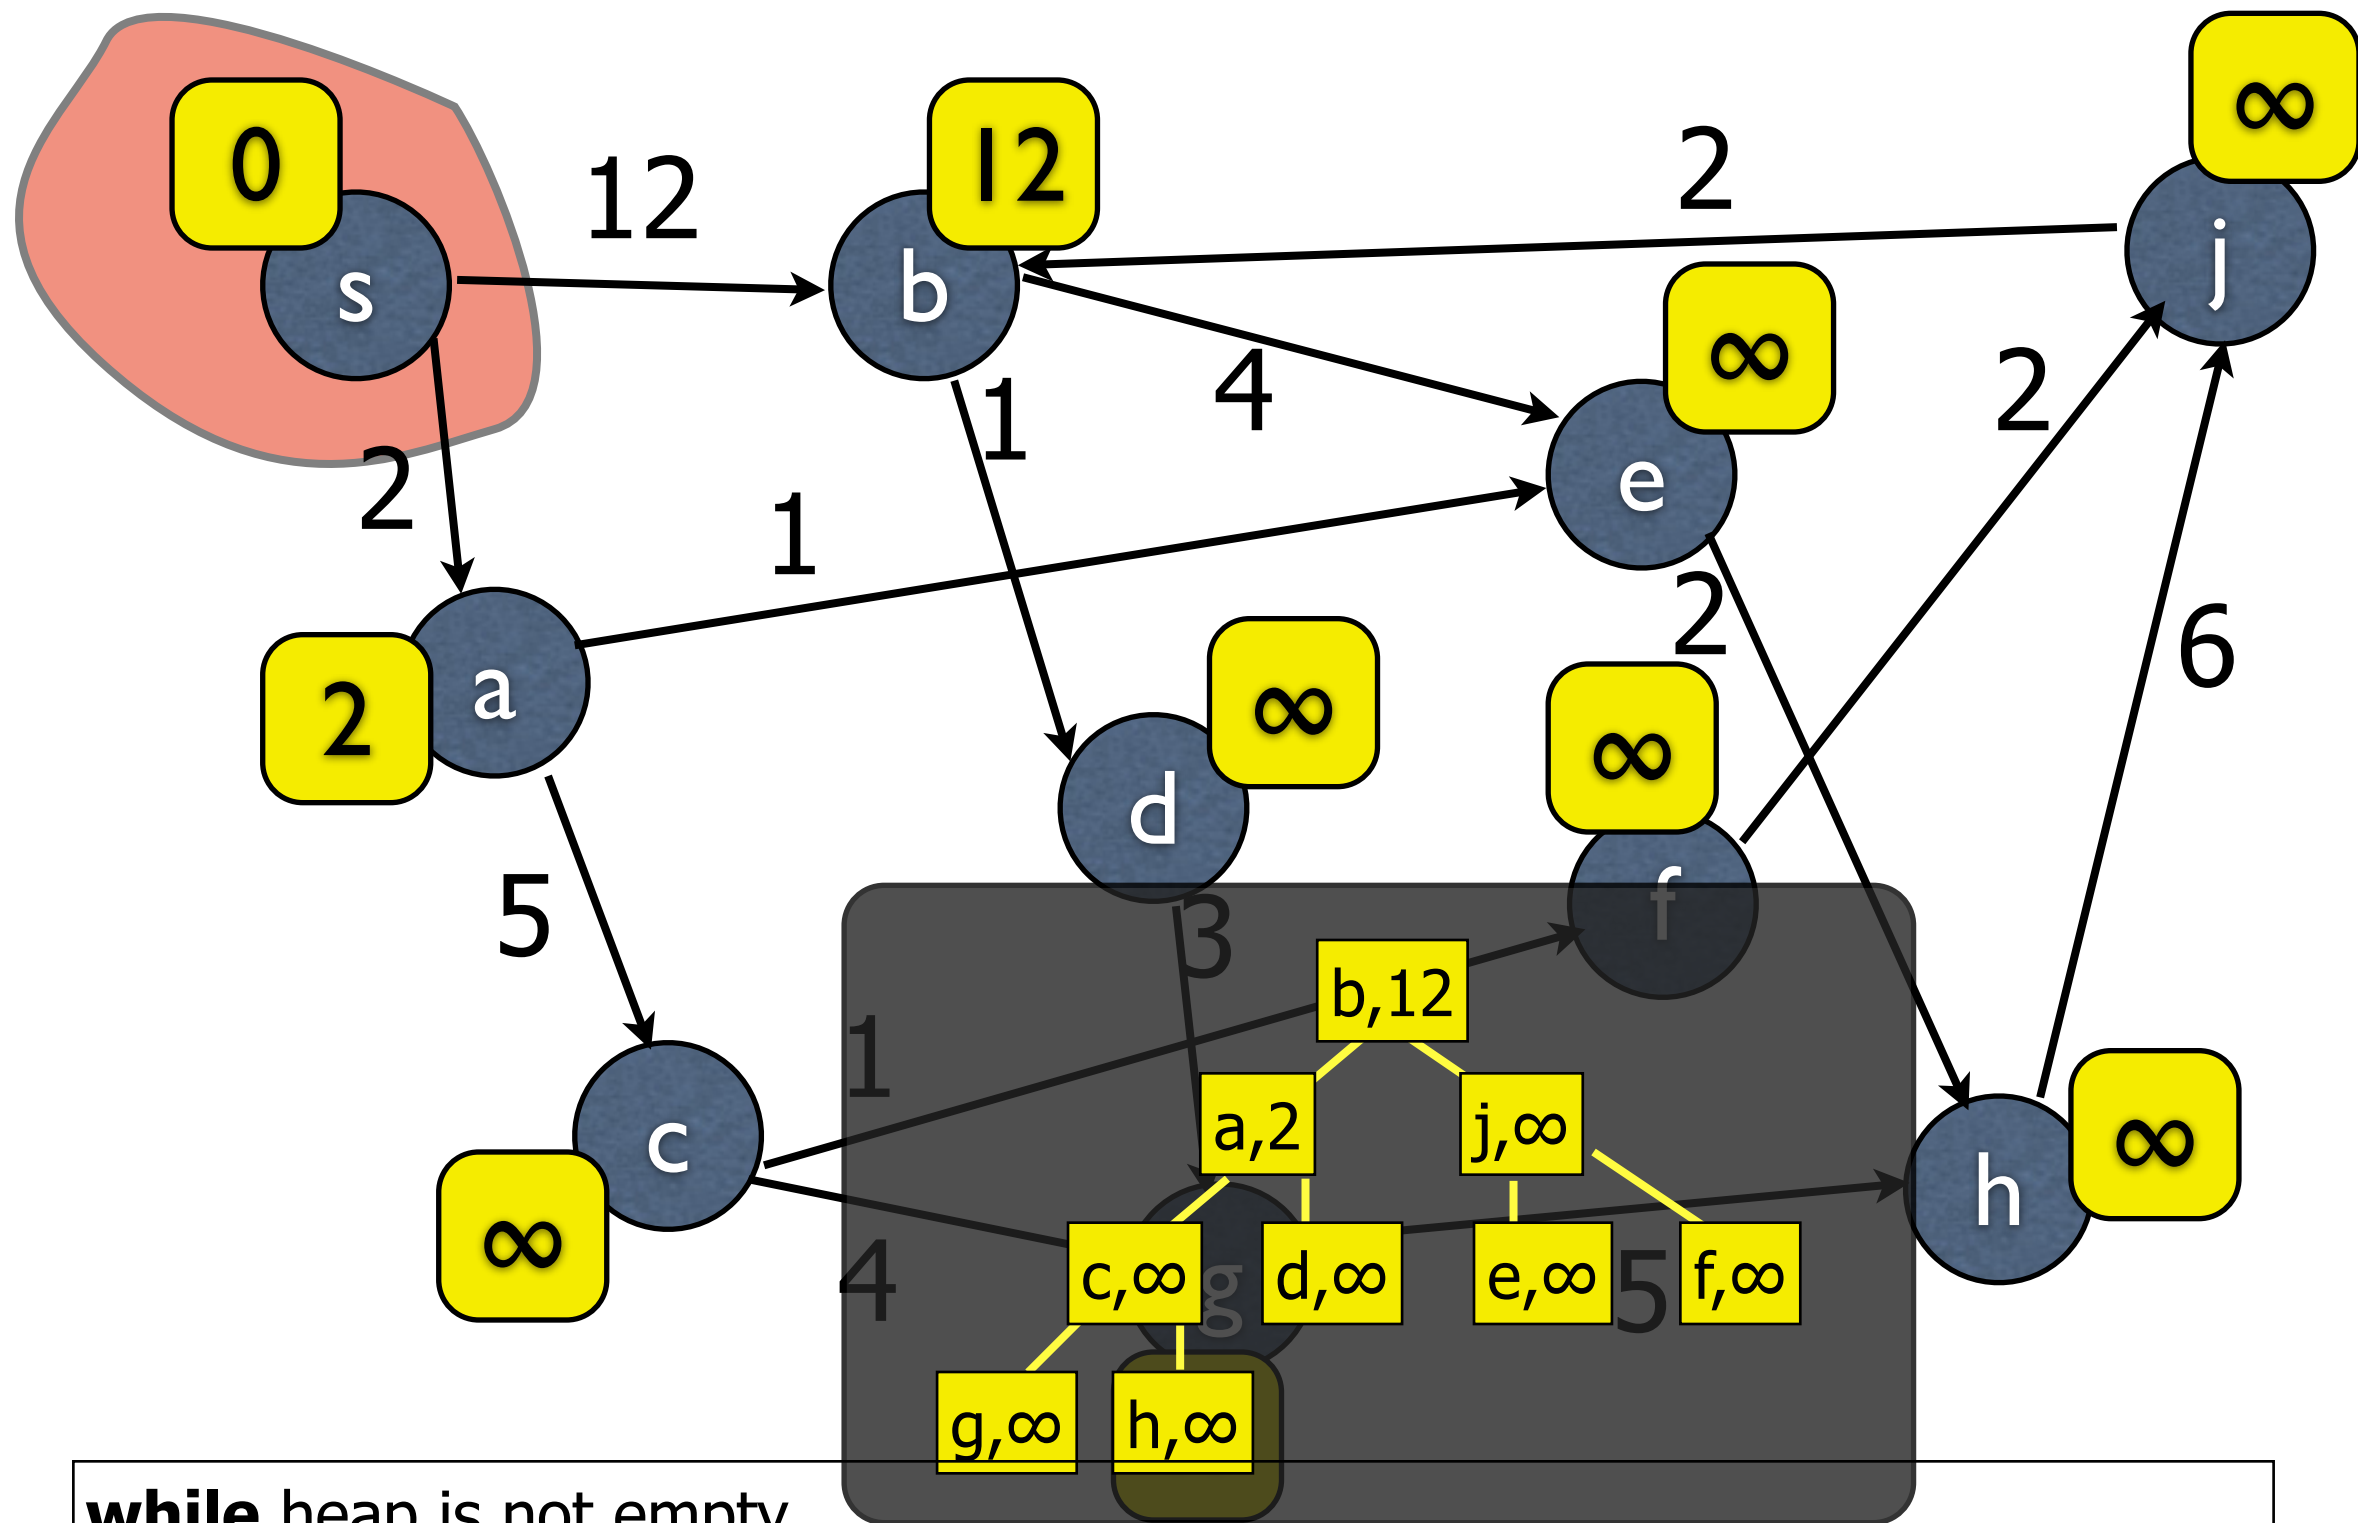 ∞
0
12
12
2
s
b
j
∞
4
2
1
e
2
1
2
6
a
2
∞
∞
d
f
5
3
b,12
1
a,2
j,∞
c
h
∞
∞
4
g
c,∞
d,∞
e,∞
5
f,∞
g,∞
h,∞
while heap is not empty